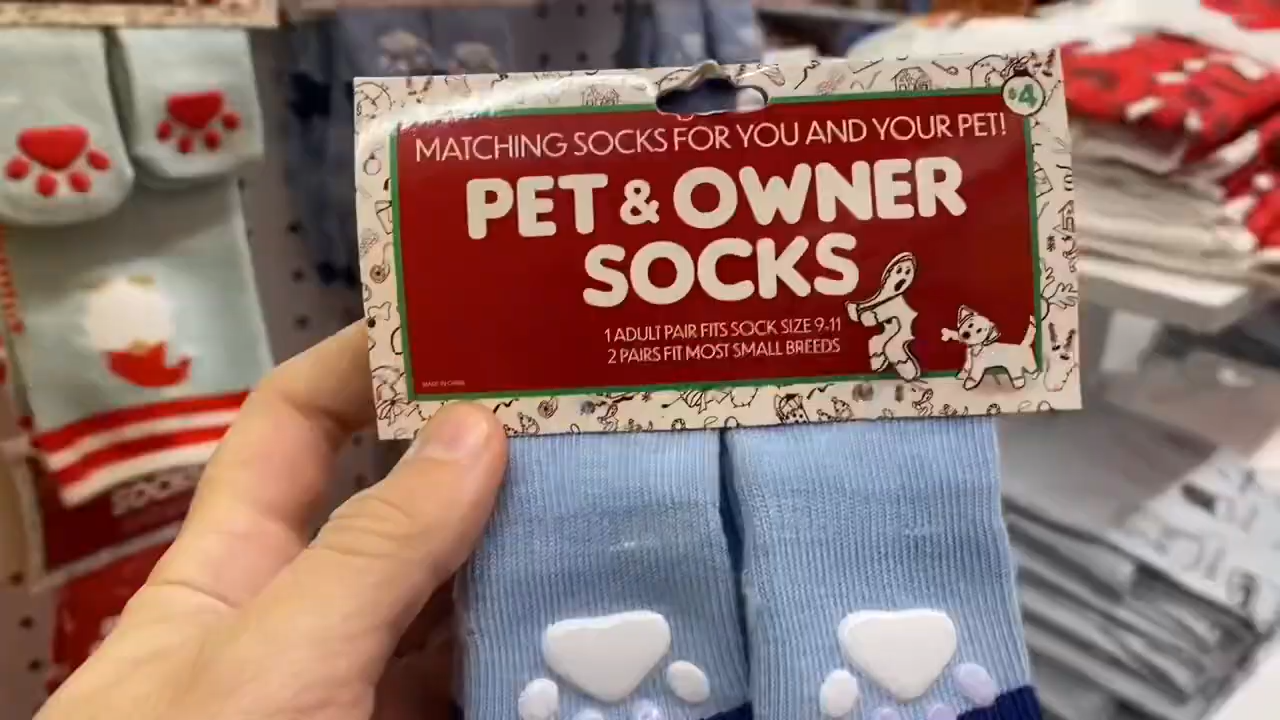 $4
MATCHING SOCKS FOR YOU AND YOUR PET!
PET & OWNER
SOCKS
1 ADULT PAIR FITS SOCK SIZE 9-11
2 PAIRS FIT MOST SMALL BREEDS
MADE IN CHINA
SOCKS